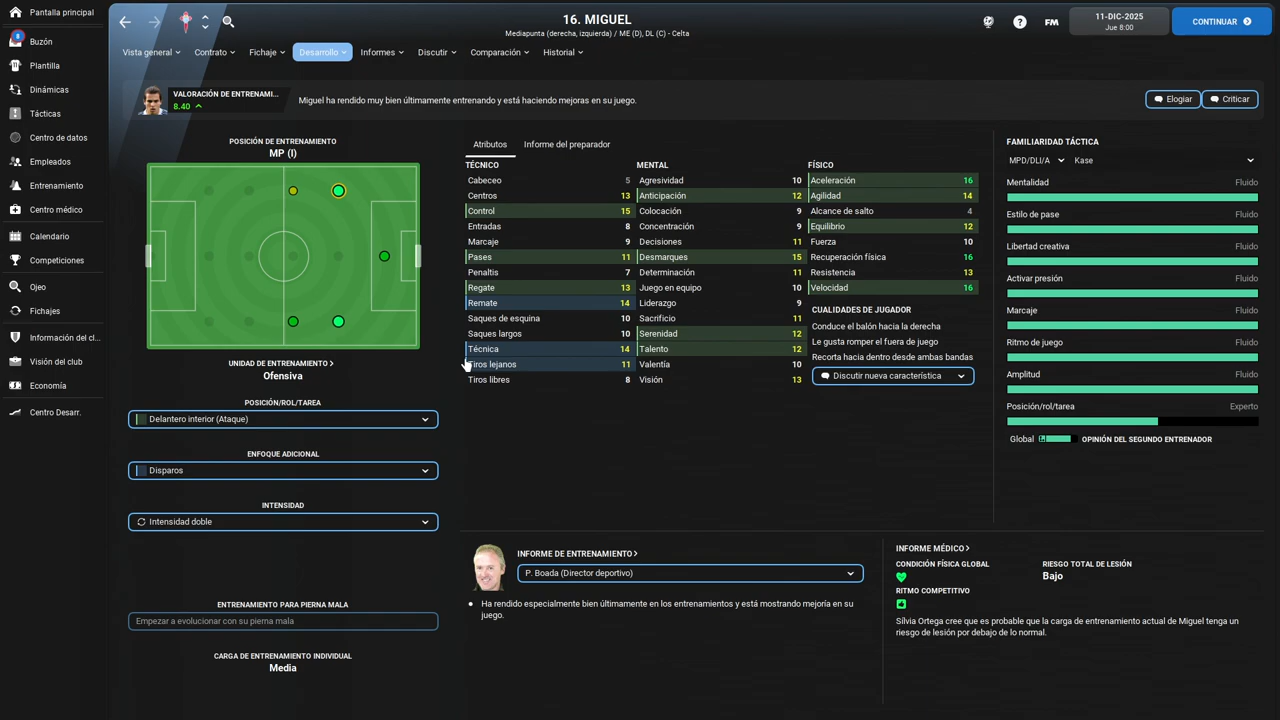 Pantalla principal
8
Buzón
Plantilla
Dinámicas
Tácticas
Centro de datos
Empleados
Entrenamiento
Centro médico
Calendario
Competiciones
Ojeo
Fichajes
Información del cl...
Visión del club
Economía
Centro Desarr.
16. MIGUEL
Mediapunta (derecha, izquierda) / ME (D), DL (C) - Celta
FM
11-DIC-2025
Jue 8:00
CONTINUAR
Vista general
Contrato
Fichaje
Desarrollo
Informes
Discutir
Comparación
Historial
VALORACIÓN DE ENTRENAMI...
8.40
Miguel ha rendido muy bien últimamente entrenando y está haciendo mejoras en su juego.
Elogiar
Criticar
POSICIÓN DE ENTRENAMIENTO
MP (I)
UNIDAD DE ENTRENAMIENTO
Ofensiva
POSICIÓN/ROL/TAREA
Delantero interior (Ataque)
ENFOQUE ADICIONAL
Disparos
INTENSIDAD
Intensidad doble
ENTRENAMIENTO PARA PIERNA MALA
Empezar a evolucionar con su pierna mala
CARGA DE ENTRENAMIENTO INDIVIDUAL
Media
Atributos
Informe del preparador
TÉCNICO
Cabeceo 5
Centros 13
Control 15
Entradas 8
Marcaje 9
Pases 11
Penaltis 7
Regate 13
Remate 14
Saques de esquina 10
Saques largos 10
Técnica 14
Tiros lejanos 11
Tiros libres 8
MENTAL
Agresividad 10
Anticipación 12
Colocación 9
Concentración 9
Decisiones 11
Desmarques 15
Determinación 11
Juego en equipo 10
Liderazgo 9
Sacrificio 11
Serenidad 12
Talento 12
Valentía 10
Visión 13
FÍSICO
Aceleración 16
Agilidad 14
Alcance de salto 4
Equilibrio 12
Fuerza 10
Recuperación física 16
Resistencia 13
Velocidad 16
CUALIDADES DE JUGADOR
Conduce el balón hacia la derecha
Le gusta romper el fuera de juego
Recorta hacia dentro desde ambas bandas
Discutir nueva característica
FAMILIARIDAD TÁCTICA
MPD/DLI/A
Kase
Mentalidad Fluido
Estilo de pase Fluido
Libertad creativa Fluido
Activar presión Fluido
Marcaje Fluido
Ritmo de juego Fluido
Amplitud Fluido
Posición/rol/tarea Experto
Global
OPINIÓN DEL SEGUNDO ENTRENADOR
INFORME DE ENTRENAMIENTO
P. Boada (Director deportivo)
Ha rendido especialmente bien últimamente en los entrenamientos y está mostrando mejoría en su
juego.
INFORME MÉDICO
CONDICIÓN FÍSICA GLOBAL
RIESGO TOTAL DE LESIÓN
Bajo
RITMO COMPETITIVO
Sílvia Ortega cree que es probable que la carga de entrenamiento actual de Miguel tenga un
riesgo de lesión por debajo de lo normal.